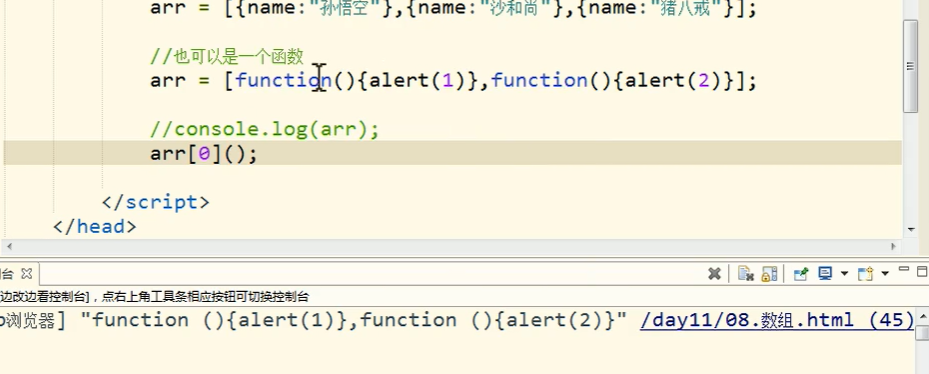 arr = [{name:"孙悟空"},{name:"沙和尚"},{name:"猪八戒"}];
//也可以是一个函数
arr = [function(){alert(1)},function(){alert(2)}];
//console.log(arr);
arr[0]();
</script>
</head>
台
边改边看控制台]，点右上角工具条相应按钮可切换控制台
浏览器] "function (){alert(1)},function (){alert(2)}" /day11/08.数组.html (45)